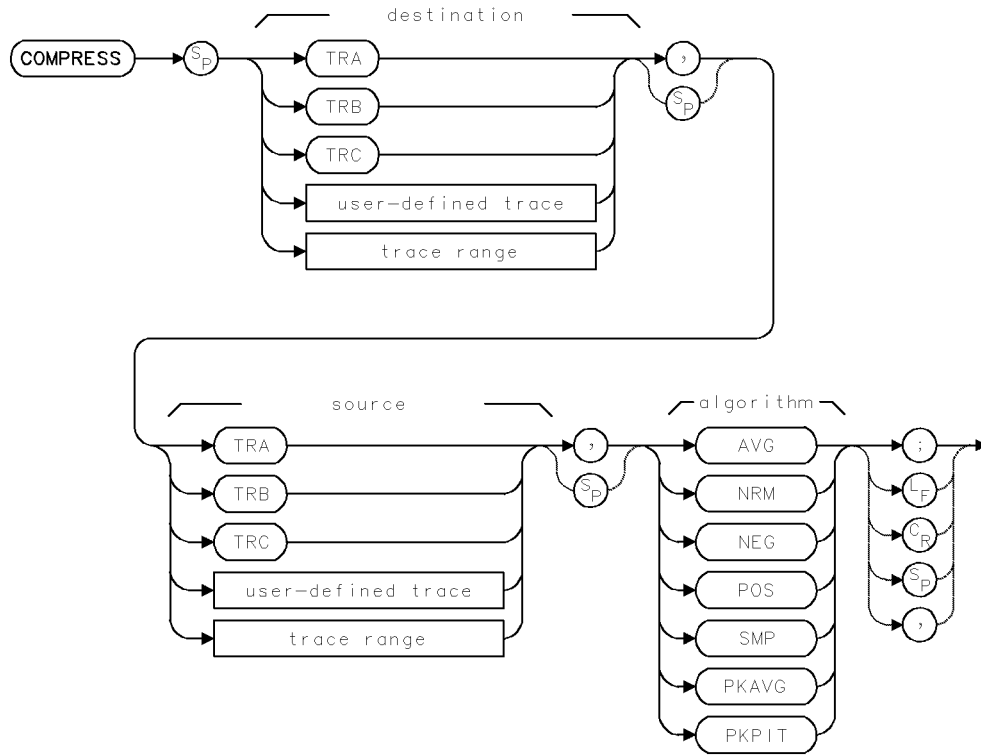 destination
COMPRESS SP TRA ,
TRB SP
TRC
user-defined trace
trace range
source algorithm
TRA , AVG ;
TRB SP NRM LF
TRC NEG CR
user-defined trace POS SP
trace range SMP ,
PKAVG
PKPIT